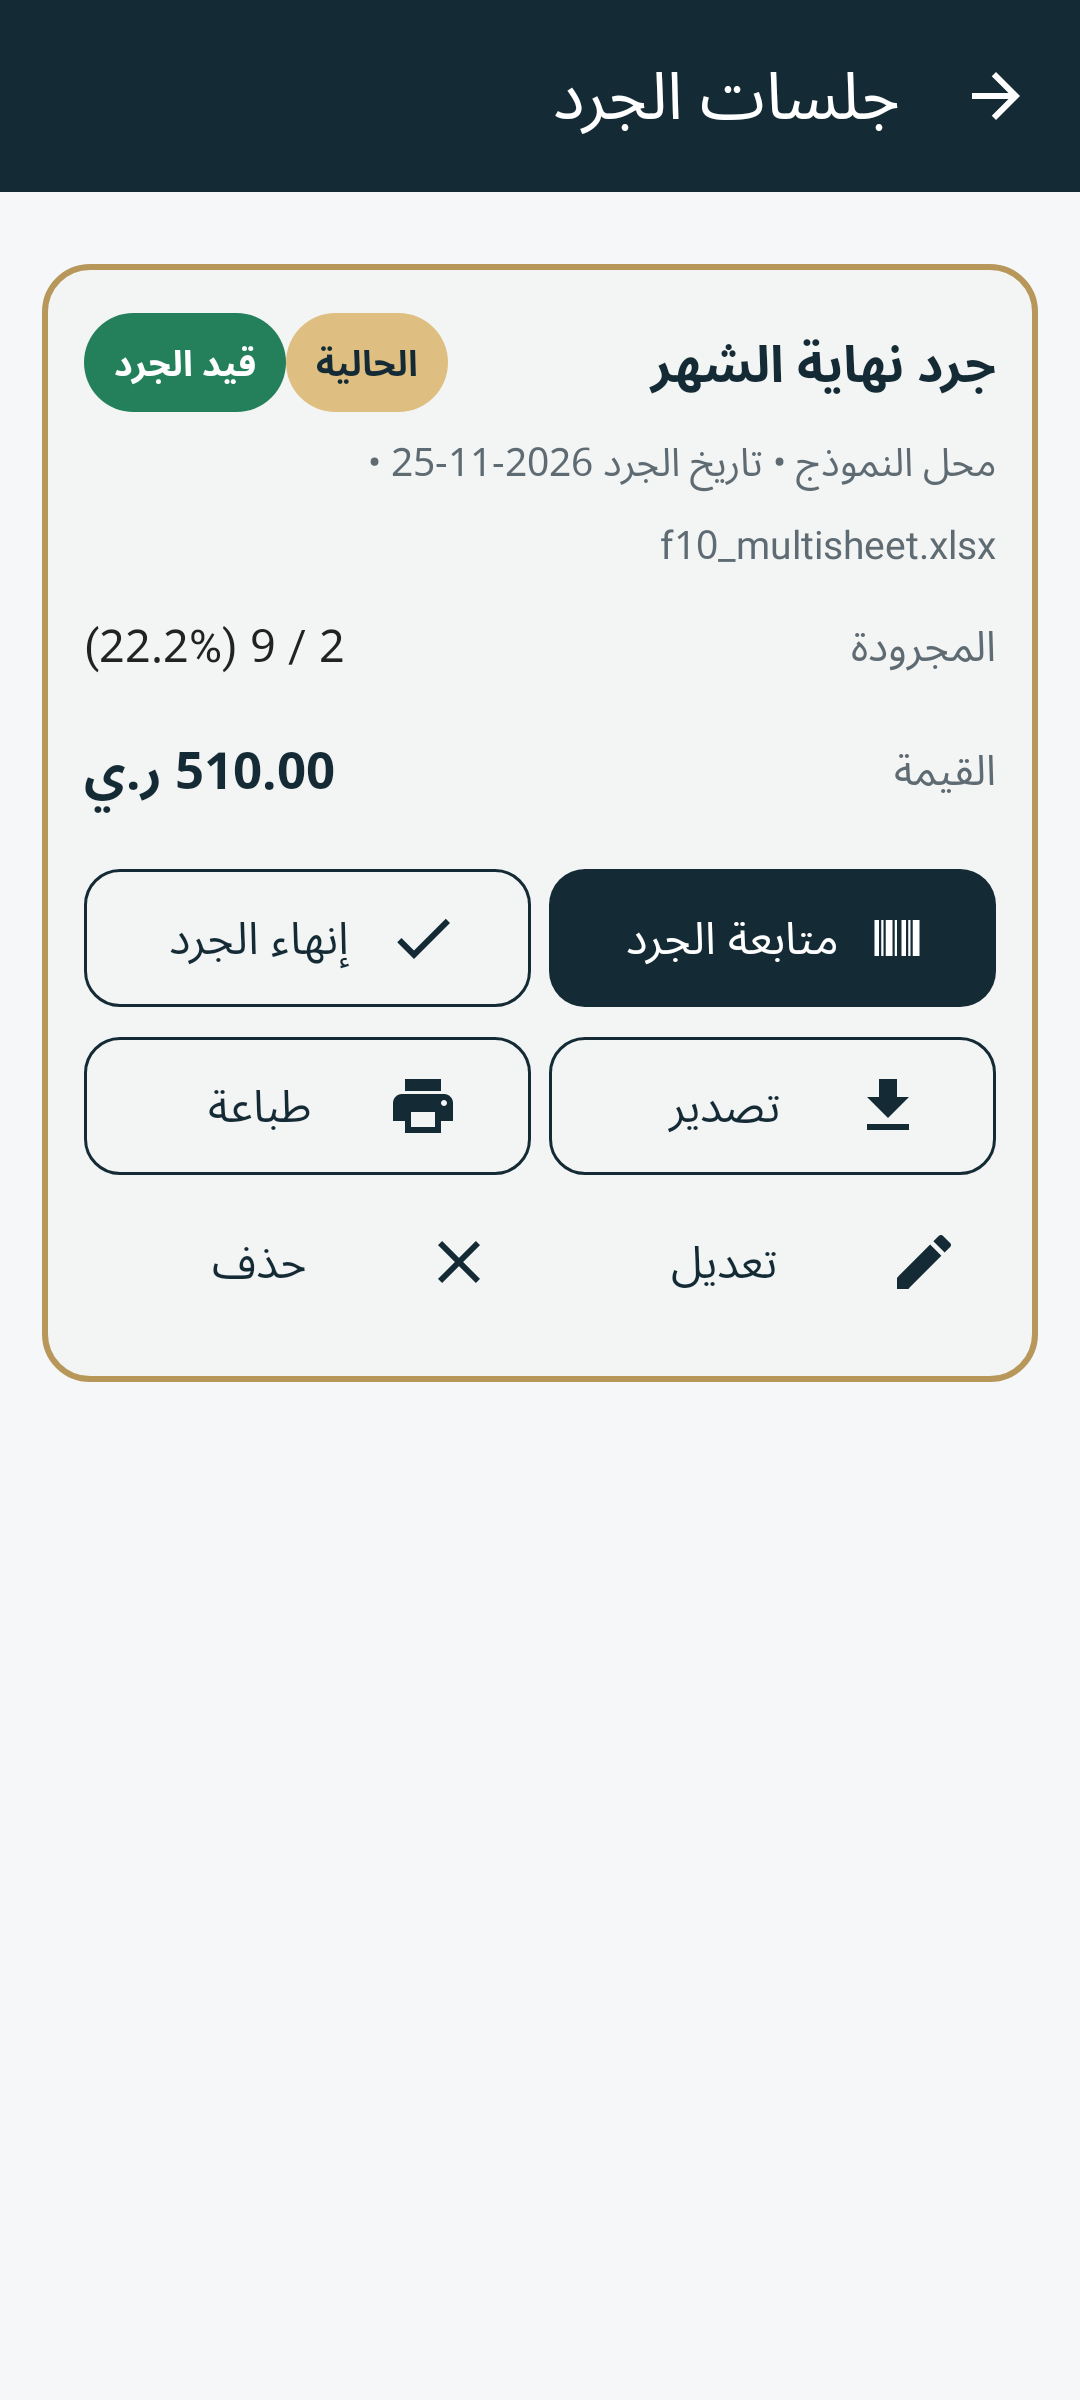 جلسات الجرد
جرد نهاية الشهر
الحالية
قيد الجرد
محل النموذج • تاريخ الجرد 2026-11-25 •
f10_multisheet.xlsx
المجرودة
2 / 9 (22.2%)
القيمة
510.00 ر.ي
متابعة الجرد
إنهاء الجرد
تصدير
طباعة
تعديل
حذف